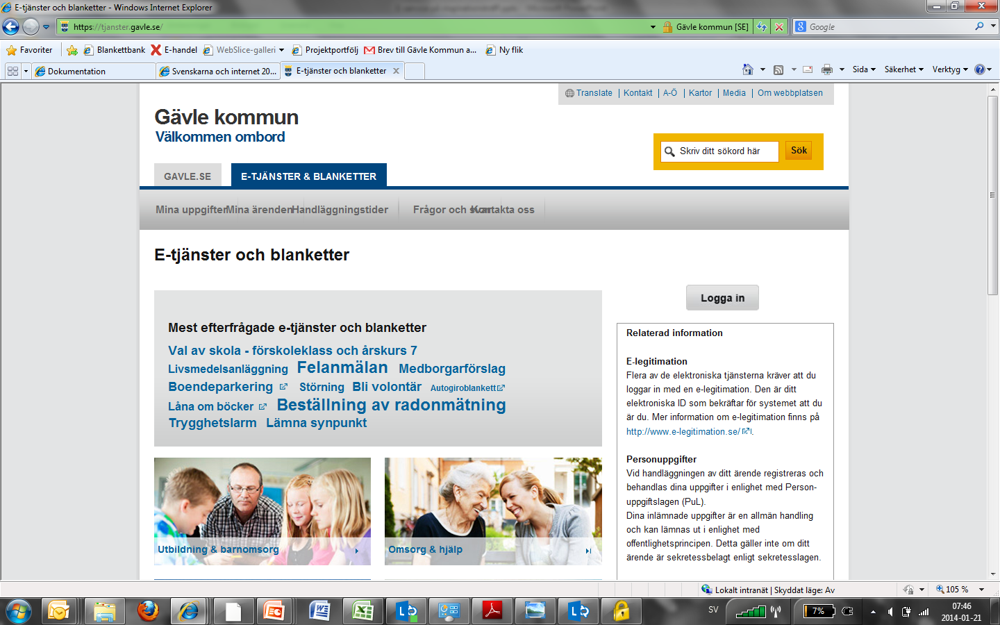 E-tjänster och blanketter - Windows Internet Explorer
https://tjanster.gavle.se/
Gävle kommun [SE]
Google
Favoriter
Blankettbank
E-handel
WebSlice-galleri
Projektportfölj
Brev till Gävle Kommun a...
Ny flik
Dokumentation
Svenskarna och internet 20...
E-tjänster och blanketter
Sida
Säkerhet
Verktyg
Translate | Kontakt | A-Ö | Kartor | Media | Om webbplatsen
Gävle kommun
Välkommen ombord
Skriv ditt sökord här
Sök
GAVLE.SE
E-TJÄNSTER & BLANKETTER
Mina uppgifter
Mina ärenden
Handläggningstider
Frågor och svar
Kontakta oss
E-tjänster och blanketter
Logga in
Mest efterfrågade e-tjänster och blanketter
Val av skola - förskoleklass och årskurs 7
Livsmedelsanläggning Felanmälan Medborgarförslag
Boendeparkering Störning Bli volontär Autogiroblankett
Låna om böcker Beställning av radonmätning
Trygghetslarm Lämna synpunkt
Utbildning & barnomsorg
Omsorg & hjälp
Relaterad information
E-legitimation
Flera av de elektroniska tjänsterna kräver att du
loggar in med en e-legitimation. Den är ditt
elektroniska ID som bekräftar för systemet att du
är du. Mer information om e-legitimation finns på
http://www.e-legitimation.se/ .
Personuppgifter
Vid handläggningen av ditt ärende registreras och
behandlas dina uppgifter i enlighet med Person-
uppgiftslagen (PuL).
Dina inlämnade uppgifter är en allmän handling
och kan lämnas ut i enlighet med
offentlighetsprincipen. Detta gäller inte om ditt
ärende är sekretessbelagt enligt sekretesslagen.
Lokalt intranät | Skyddat läge: Av
105 %
SV
7%
07:46
2014-01-21